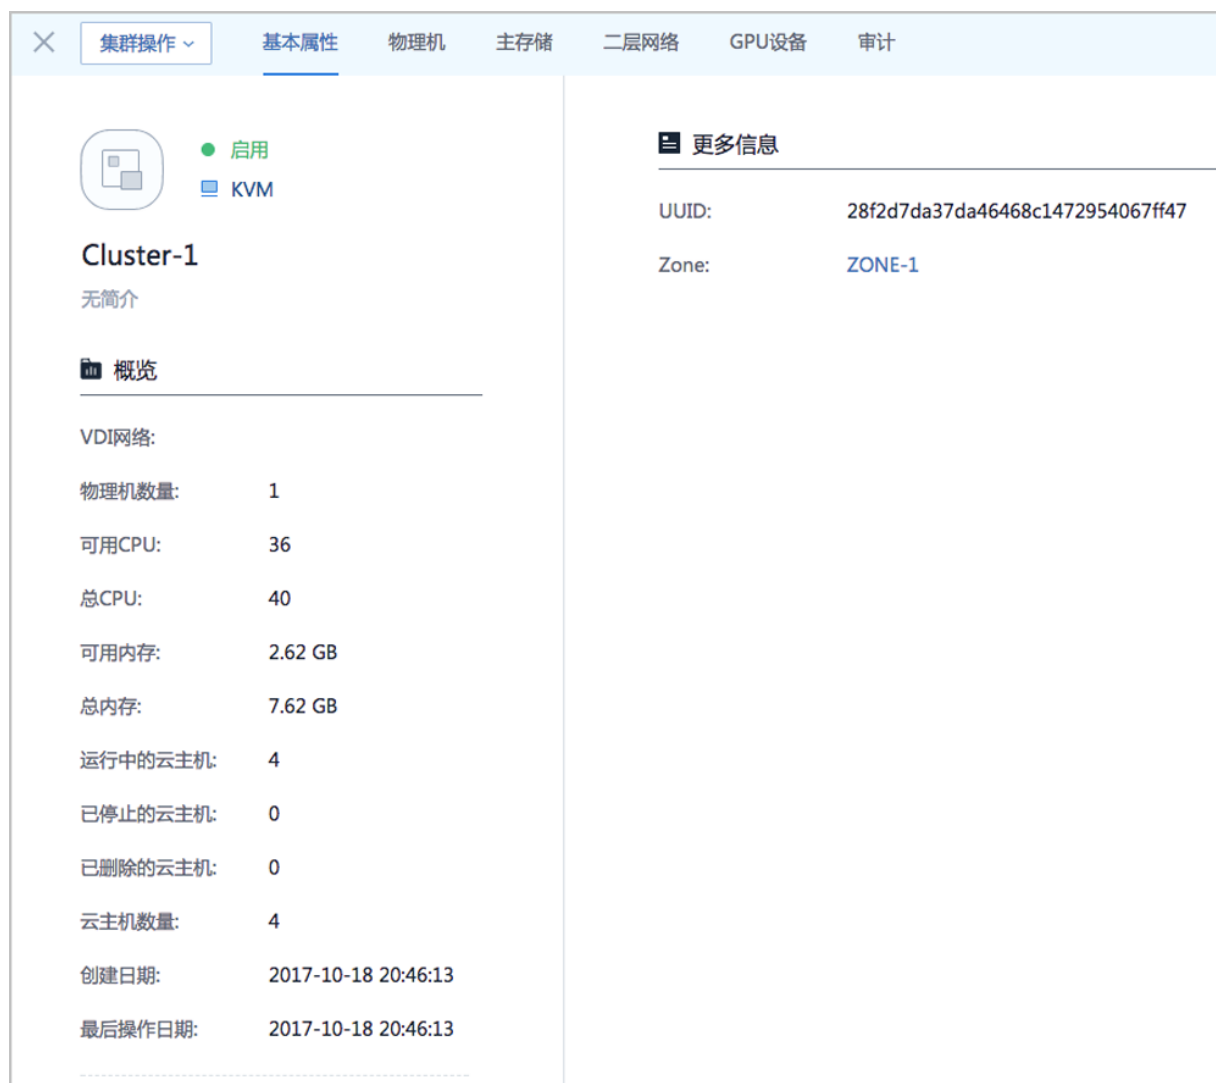 集群操作 基本属性 物理机 主存储 二层网络 GPU设备 审计
启用
KVM
Cluster-1
无简介
概览
VDI网络:
物理机数量: 1
可用CPU: 36
总CPU: 40
可用内存: 2.62 GB
总内存: 7.62 GB
运行中的云主机: 4
已停止的云主机: 0
已删除的云主机: 0
云主机数量: 4
创建日期: 2017-10-18 20:46:13
最后操作日期: 2017-10-18 20:46:13
更多信息
UUID: 28f2d7da37da46468c1472954067ff47
Zone: ZONE-1